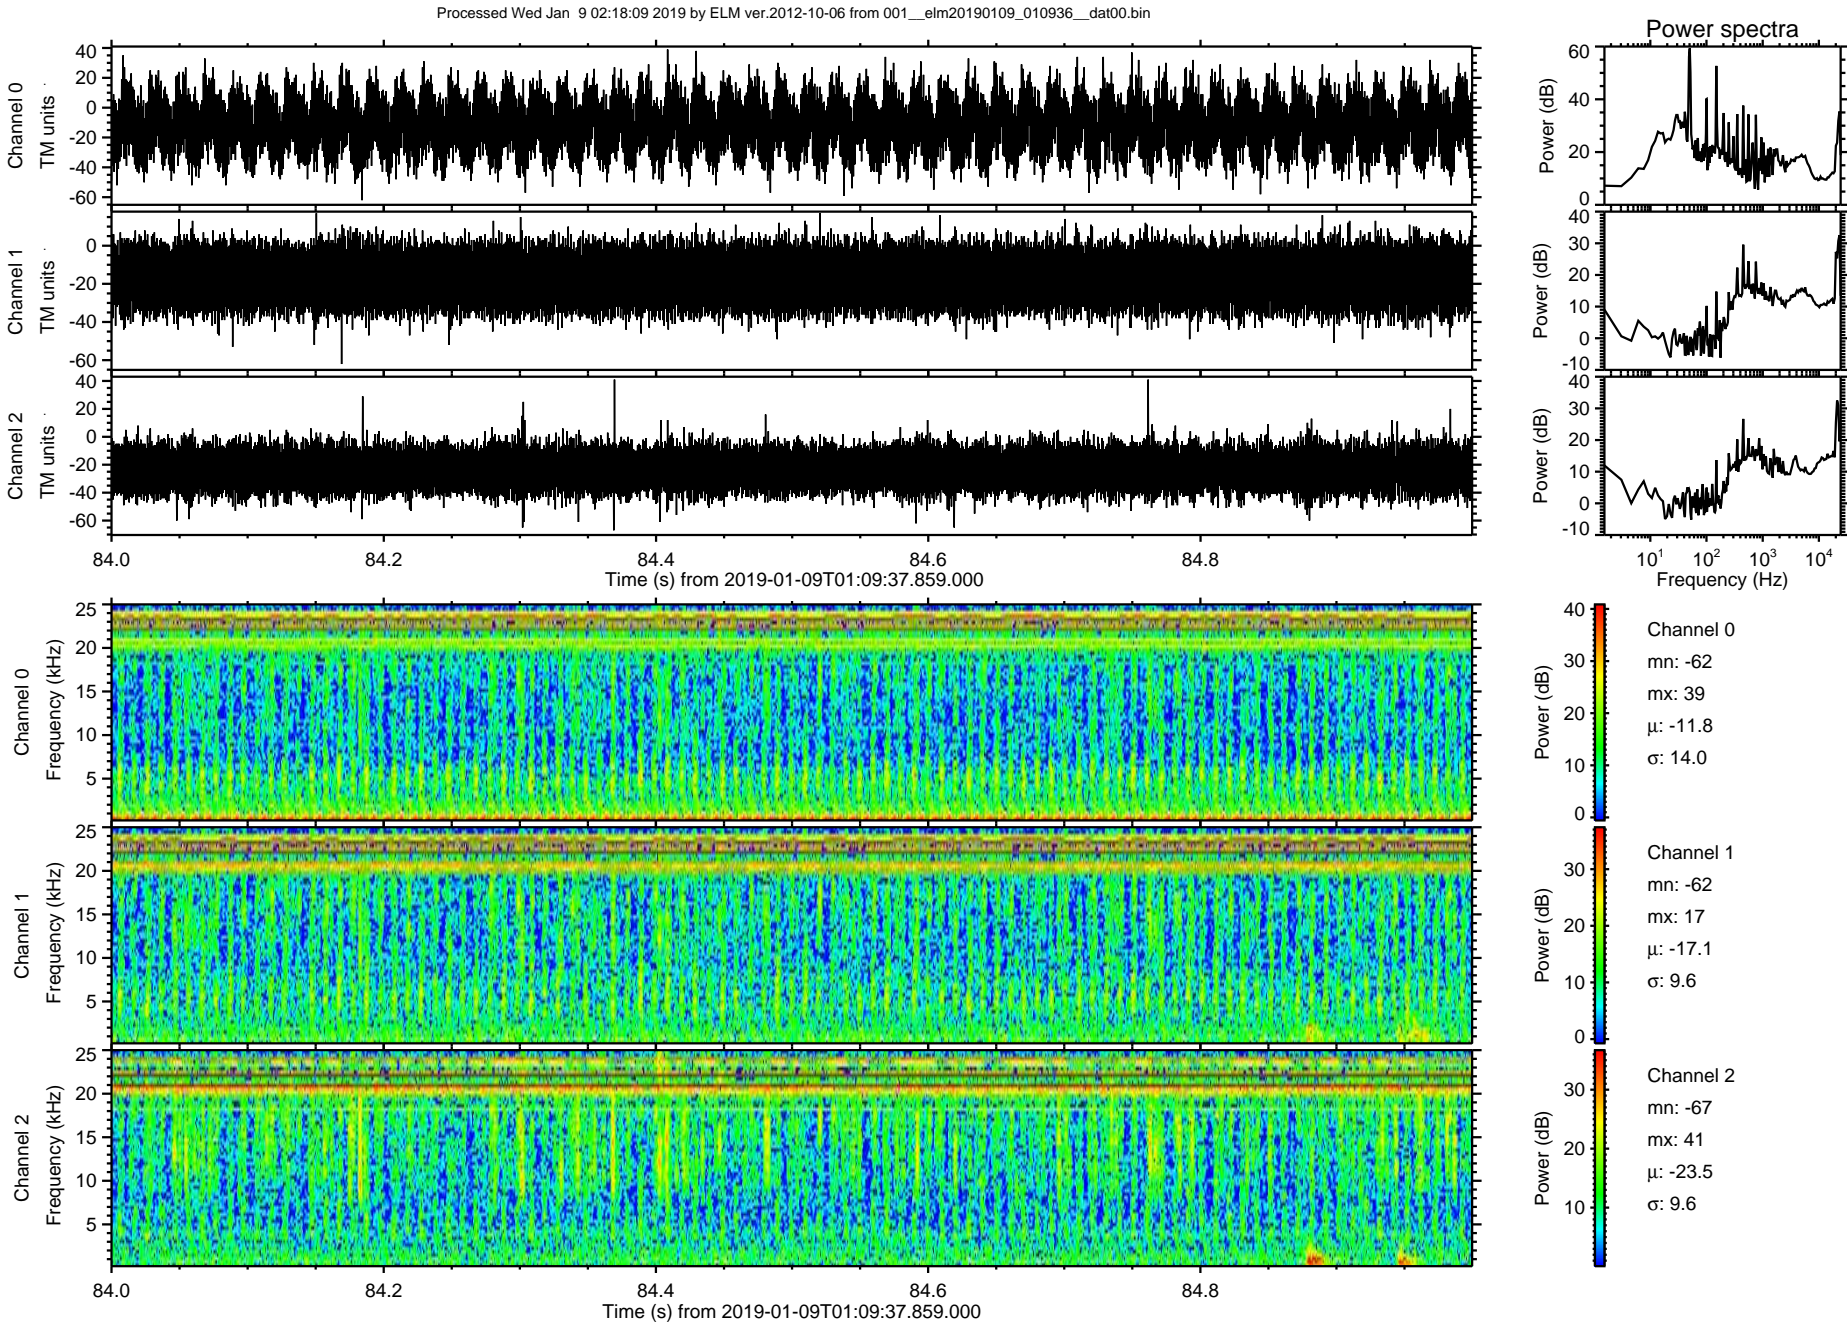 Processed Wed Jan  9 02:18:09 2019 by ELM ver.2012-10-06 from 001__elm20190109_010936__dat00.bin
Power spectra
Channel 0
TM units
40
20
0
-20
-40
-60
Power (dB)
60
40
20
0
Channel 1
TM units
0
-20
-40
-60
Power (dB)
40
30
20
10
0
-10
Channel 2
TM units
40
20
0
-20
-40
-60
Power (dB)
40
30
20
10
0
-10
84.0 84.2 84.4 84.6 84.8
Time (s) from 2019-01-09T01:09:37.859.000
10^1 10^2 10^3 10^4
Frequency (Hz)
Channel 0
Frequency (kHz)
25
20
15
10
5
Power (dB)
40
30
20
10
0
Channel 0
mn: -62
mx: 39
μ: -11.8
σ: 14.0
Channel 1
Frequency (kHz)
25
20
15
10
5
Power (dB)
30
20
10
0
Channel 1
mn: -62
mx: 17
μ: -17.1
σ: 9.6
Channel 2
Frequency (kHz)
25
20
15
10
5
Power (dB)
30
20
10
Channel 2
mn: -67
mx: 41
μ: -23.5
σ: 9.6
84.0 84.2 84.4 84.6 84.8
Time (s) from 2019-01-09T01:09:37.859.000